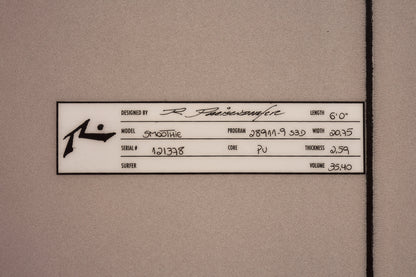 DESIGNED BY LENGTH 6'0"
MODEL SMOOTHIE PROGRAM 28911-9 S3D WIDTH 20,75
SERIAL# 121378 CORE PU THICKNESS 2,59
SURFER VOLUME 35,40